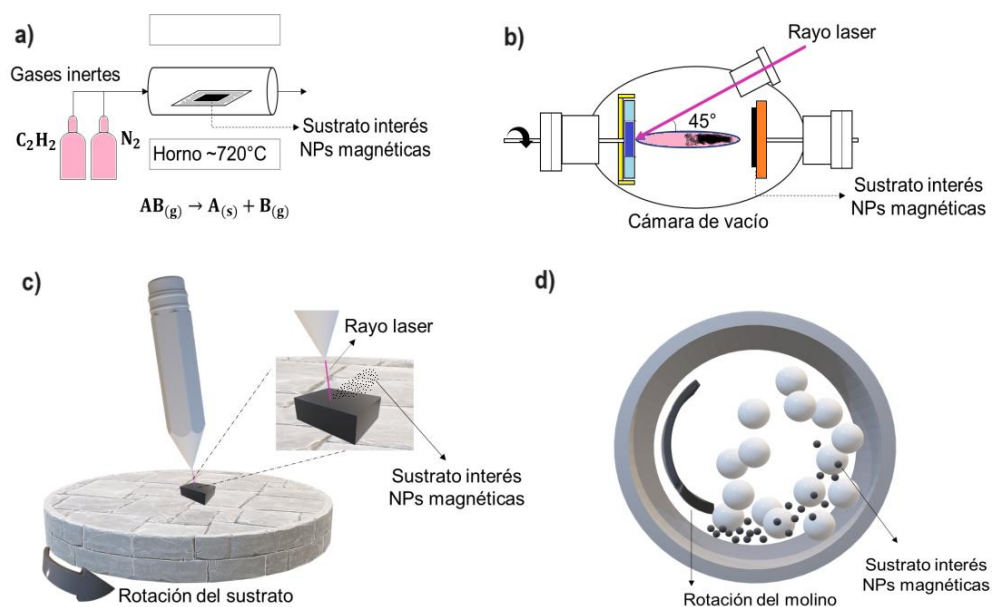 a)
Gases inertes
C₂H₂
N₂
Sustrato interés
NPs magnéticas
Horno ~720°C
AB(g) → A(s) + B(g)
b)
Rayo laser
45°
Sustrato interés
NPs magnéticas
Cámara de vacío
c)
Rayo laser
Sustrato interés
NPs magnéticas
Rotación del sustrato
d)
Sustrato interés
NPs magnéticas
Rotación del molino